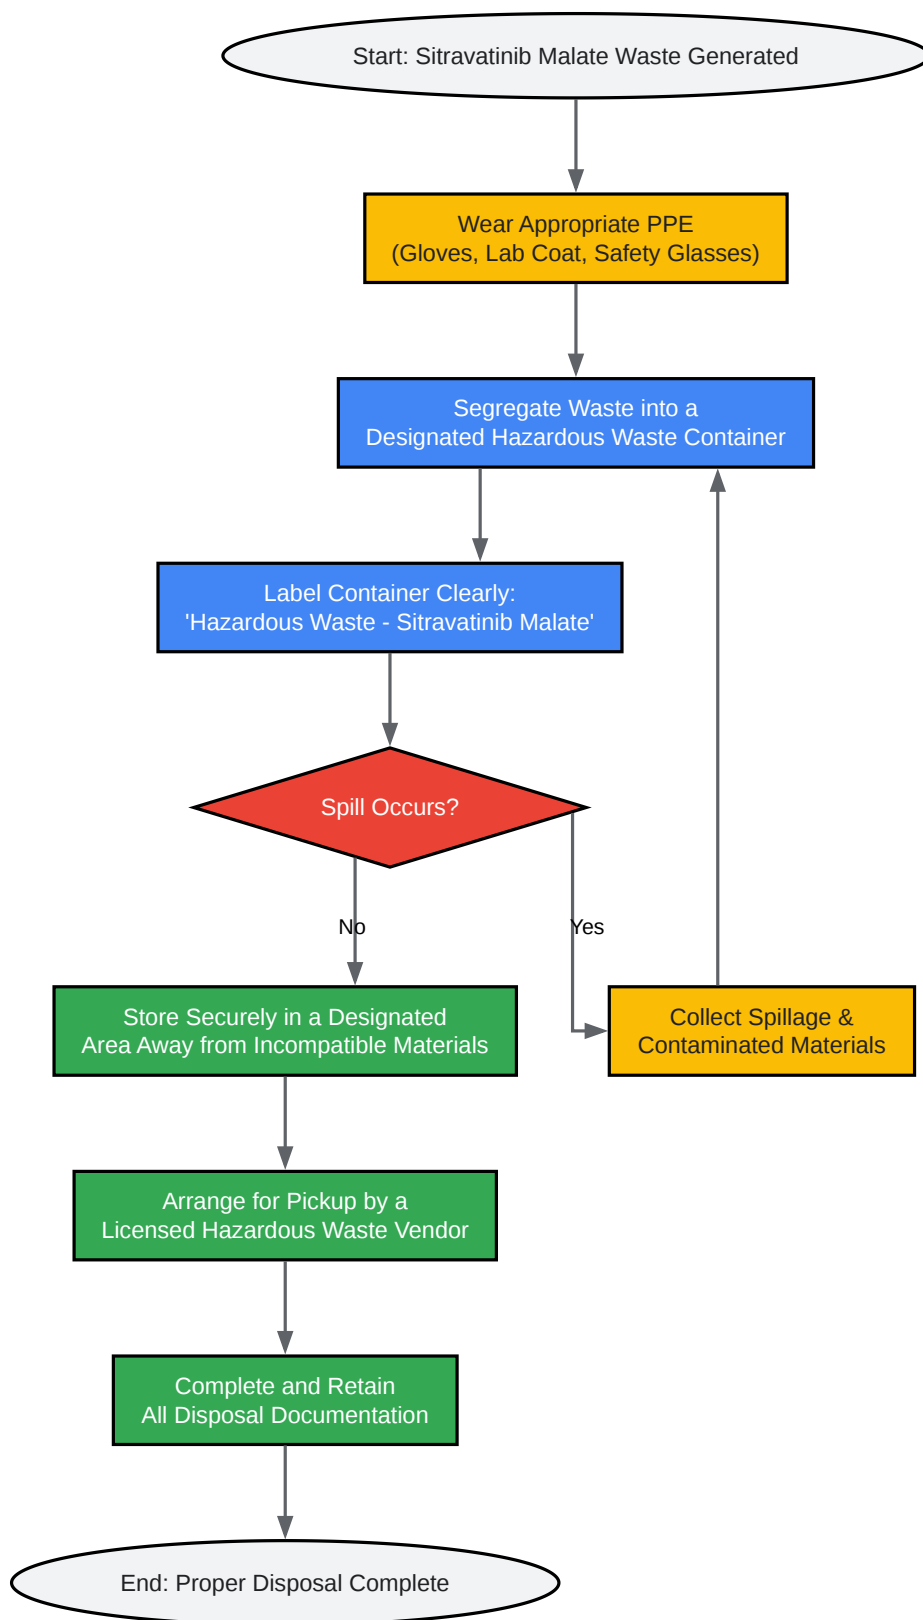 Start: Sitravatinib Malate Waste Generated
Wear Appropriate PPE
(Gloves, Lab Coat, Safety Glasses)
Segregate Waste into a
Designated Hazardous Waste Container
Label Container Clearly:
'Hazardous Waste - Sitravatinib Malate'
Spill Occurs?
No
Yes
Store Securely in a Designated
Area Away from Incompatible Materials
Collect Spillage &
Contaminated Materials
Arrange for Pickup by a
Licensed Hazardous Waste Vendor
Complete and Retain
All Disposal Documentation
End: Proper Disposal Complete